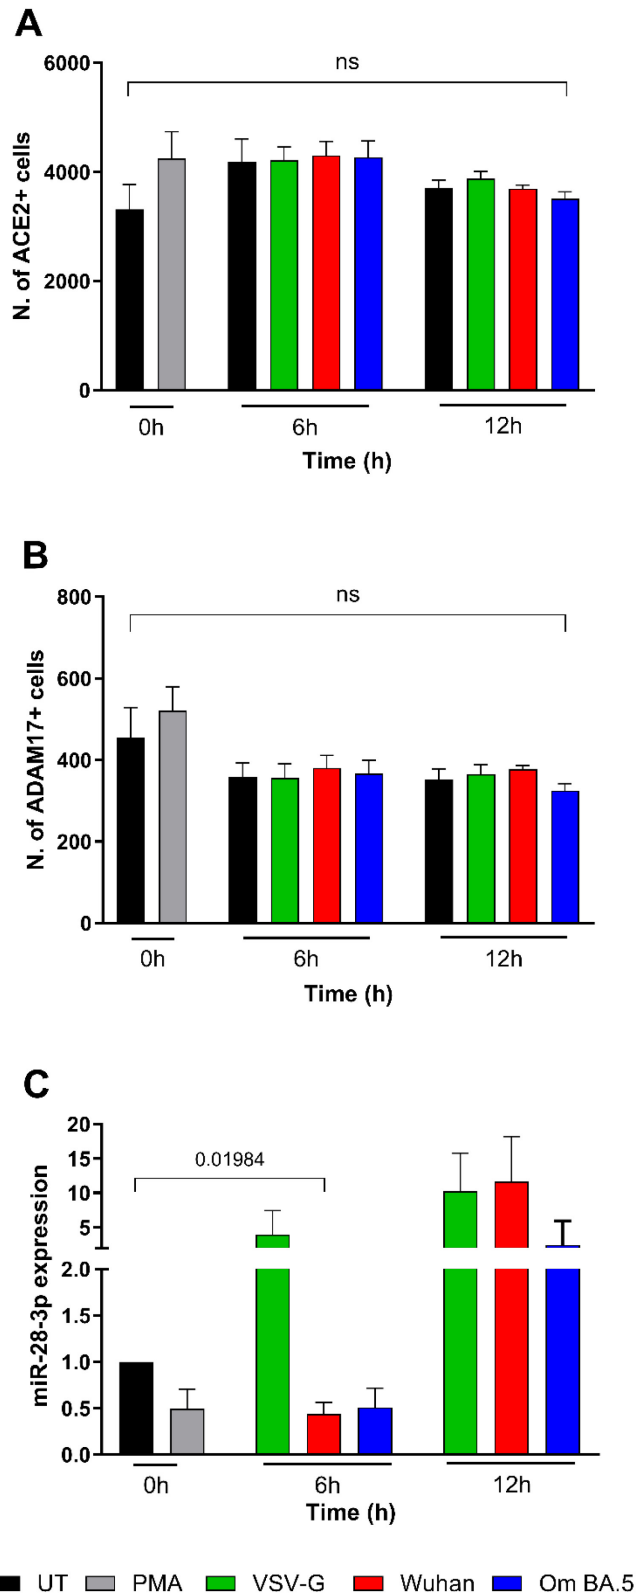 A
N. of ACE2+ cells
6000
4000
2000
0
ns
0h 6h 12h
Time (h)
B
N. of ADAM17+ cells
800
600
400
200
0
ns
0h 6h 12h
Time (h)
C
miR-28-3p expression
20
15
10
5
2.0
1.5
1.0
0.5
0.0
0.01984
0h 6h 12h
Time (h)
UT PMA VSV-G Wuhan Om BA.5